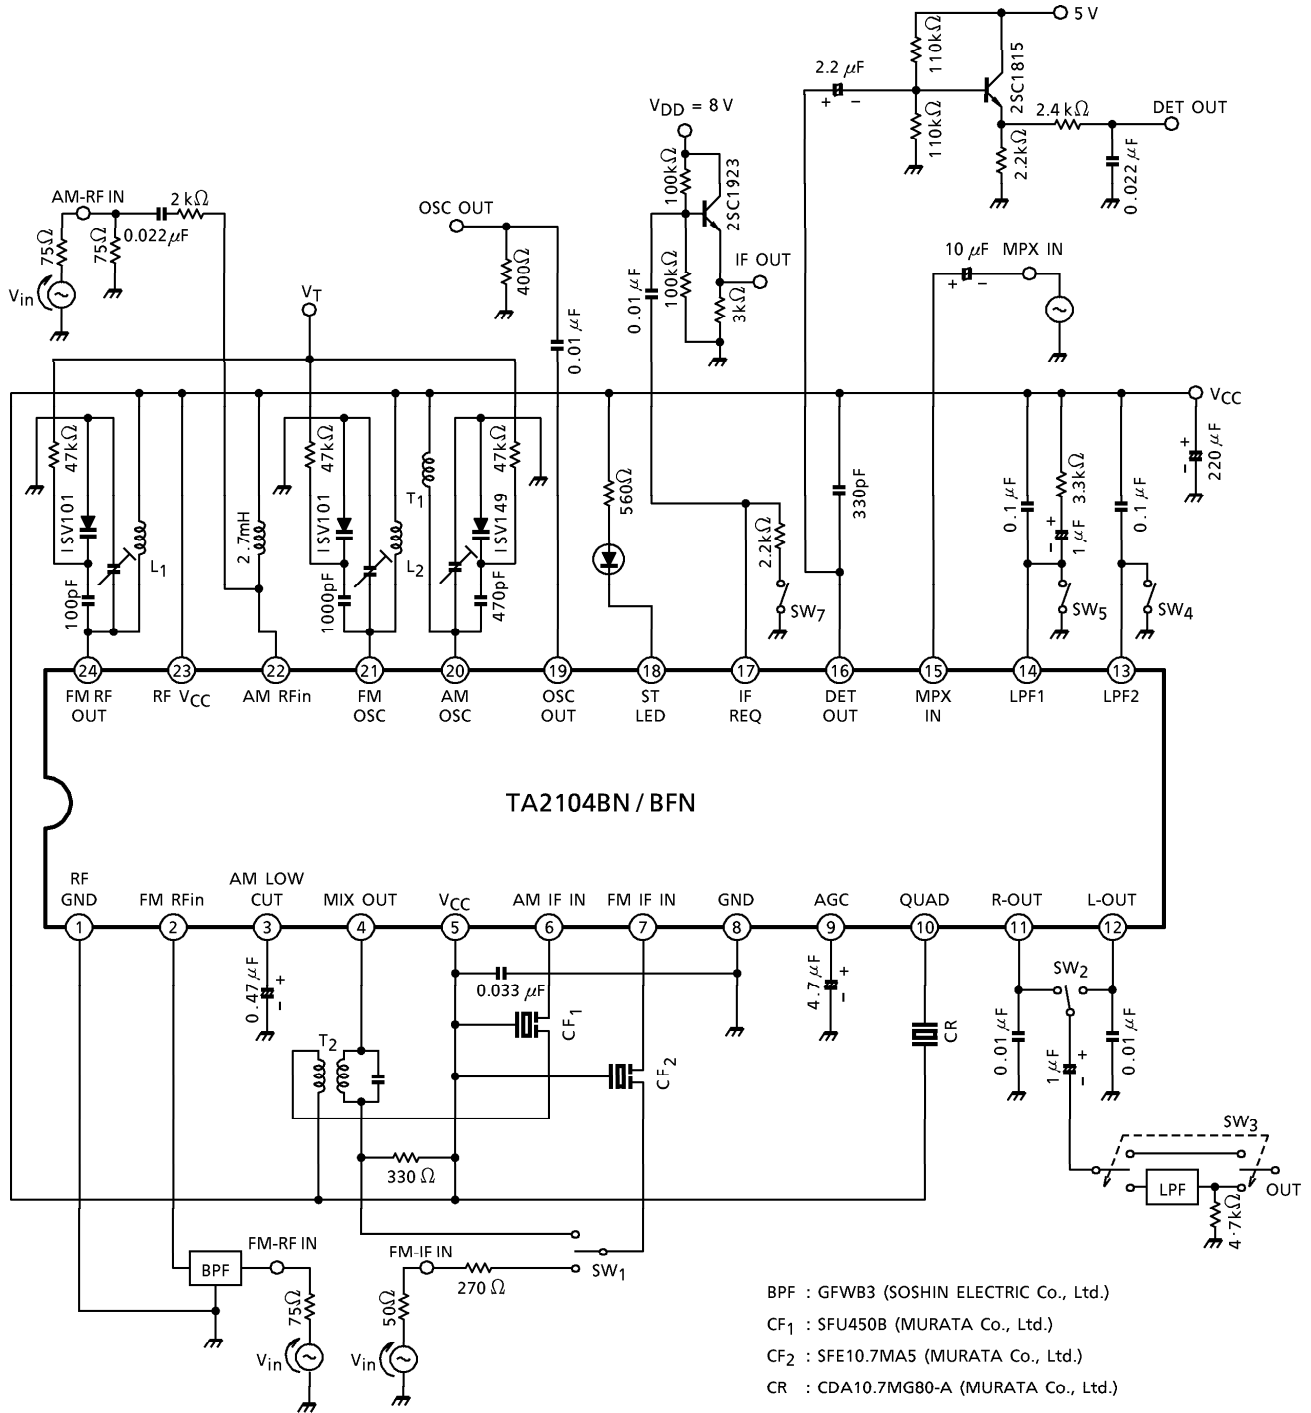 5 V
2.2 µF
+ −
110kΩ
110kΩ
2SC1815
2.4 kΩ
DET OUT
2.2kΩ
0.022 µF
VDD = 8 V
100kΩ
2SC1923
100kΩ
0.01 µF
IF OUT
3kΩ
10 µF MPX IN
+ −
AM-RF IN
2 kΩ
0.022 µF
75Ω
75Ω
Vin
OSC OUT
400Ω
0.01 µF
VT
VCC
+
−
220 µF
47kΩ
ISV101
100pF
L1
2.7mH
47kΩ
ISV101
1000pF
L2
T1
47kΩ
ISV149
470pF
560Ω
2.2kΩ
SW7
330pF
0.1 µF
3.3kΩ
+
−
1 µF
SW5
0.1 µF
SW4
24 23 22 21 20 19 18 17 16 15 14 13
FM RF OUT
RF VCC
AM RFin
FM OSC
AM OSC
OSC OUT
ST LED
IF REQ
DET OUT
MPX IN
LPF1
LPF2
TA2104BN / BFN
RF GND
FM RFin
AM LOW CUT
MIX OUT
VCC
AM IF IN
FM IF IN
GND
AGC
QUAD
R-OUT
L-OUT
1 2 3 4 5 6 7 8 9 10 11 12
0.47 µF
+
−
T2
0.033 µF
CF1
CF2
330 Ω
4.7 µF
+
−
CR
SW2
0.01 µF
1 µF
+
−
0.01 µF
SW3
LPF
OUT
4.7kΩ
BPF
FM-RF IN
75Ω
Vin
FM-IF IN
270 Ω
50Ω
Vin
SW1
BPF : GFWB3 (SOSHIN ELECTRIC Co., Ltd.)
CF1 : SFU450B (MURATA Co., Ltd.)
CF2 : SFE10.7MA5 (MURATA Co., Ltd.)
CR : CDA10.7MG80-A (MURATA Co., Ltd.)